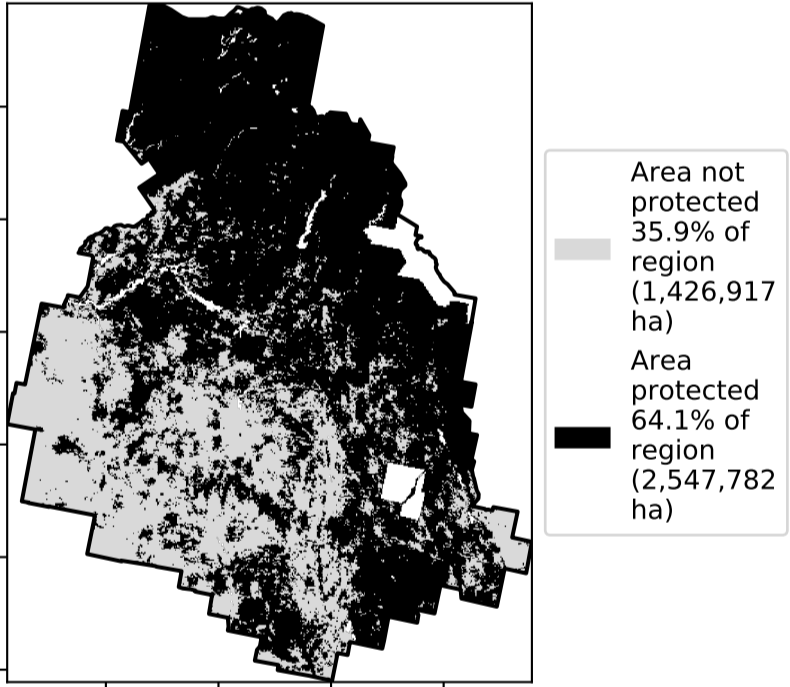 Area not
protected
35.9% of
region
(1,426,917
ha)
Area
protected
64.1% of
region
(2,547,782
ha)